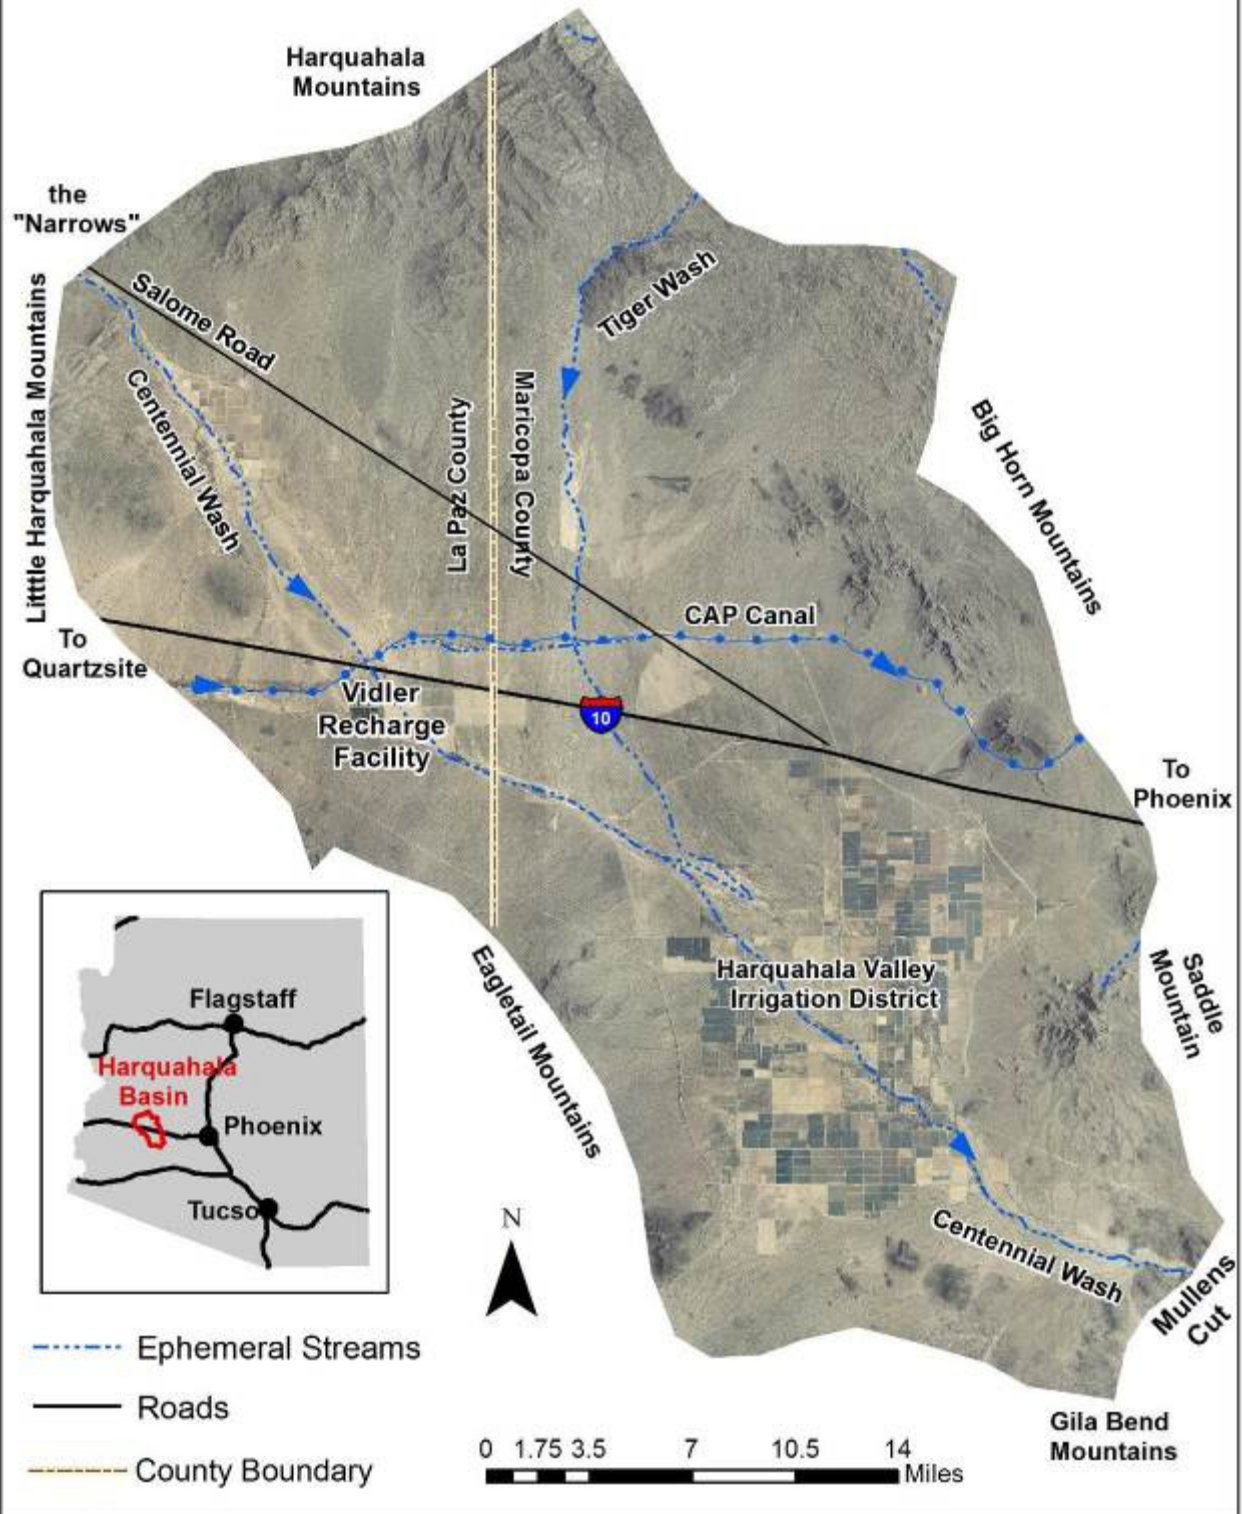 Harquahala
Mountains
the
"Narrows"
Salome Road
Tiger Wash
Litttle Harquahala Mountains
Centennial Wash
La Paz County
Maricopa County
Big Horn Mountains
CAP Canal
To
Quartzsite
Vidler
Recharge
Facility
10
To
Phoenix
Harquahala Valley
Irrigation District
Saddle
Mountain
Eagletail Mountains
Flagstaff
Harquahala
Basin
Phoenix
Tucso
N
Centennial Wash
Mullens
Cut
Ephemeral Streams
Roads
County Boundary
0 1.75 3.5 7 10.5 14
Miles
Gila Bend
Mountains